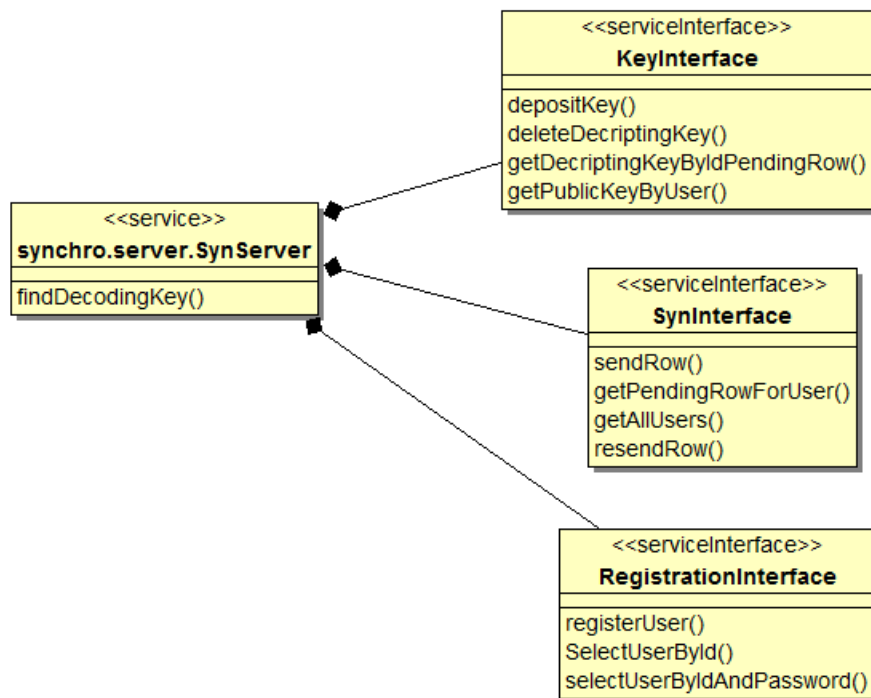 <<serviceInterface>>
KeyInterface
depositKey()
deleteDecriptingKey()
getDecriptingKeyByIdPendingRow()
getPublicKeyByUser()
<<service>>
synchro.server.SynServer
findDecodingKey()
<<serviceInterface>>
SynInterface
sendRow()
getPendingRowForUser()
getAllUsers()
resendRow()
<<serviceInterface>>
RegistrationInterface
registerUser()
SelectUserById()
selectUserByIdAndPassword()